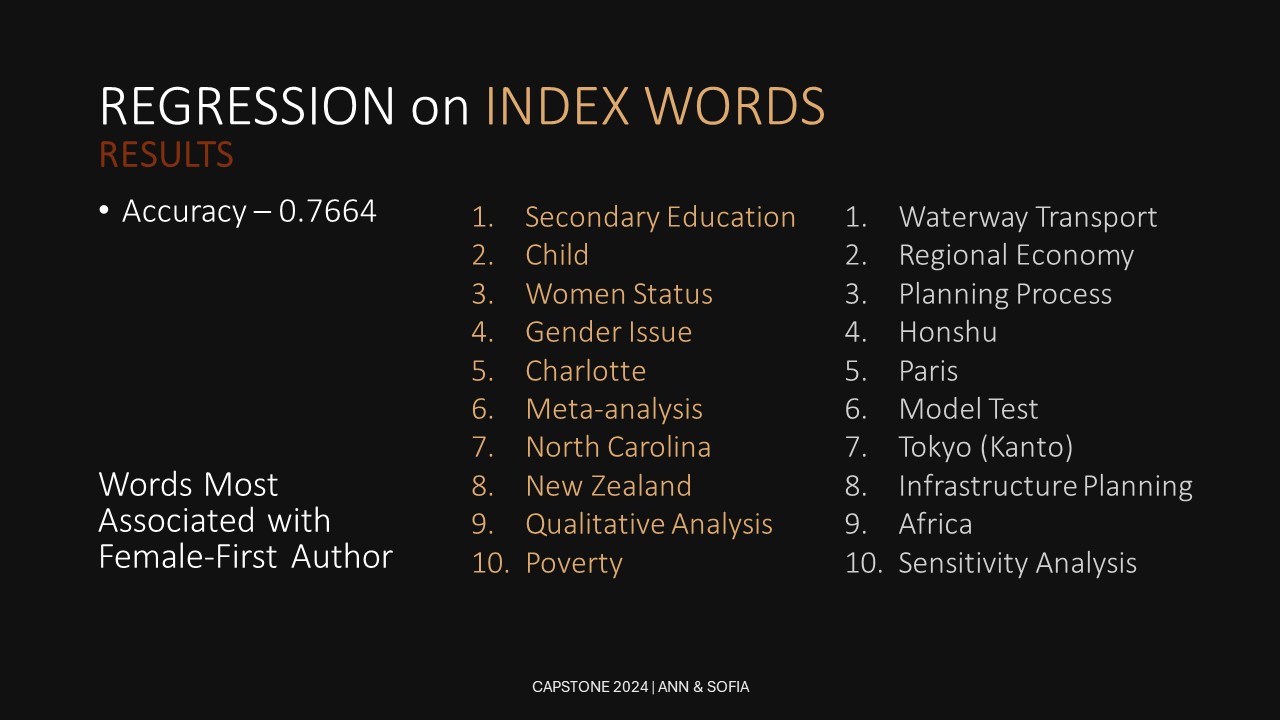 REGRESSION on INDEX WORDS
RESULTS
• Accuracy – 0.7664
Words Most
Associated with
Female-First Author
1. Secondary Education
2. Child
3. Women Status
4. Gender Issue
5. Charlotte
6. Meta-analysis
7. North Carolina
8. New Zealand
9. Qualitative Analysis
10. Poverty
1. Waterway Transport
2. Regional Economy
3. Planning Process
4. Honshu
5. Paris
6. Model Test
7. Tokyo (Kanto)
8. Infrastructure Planning
9. Africa
10. Sensitivity Analysis
CAPSTONE 2024 | ANN & SOFIA